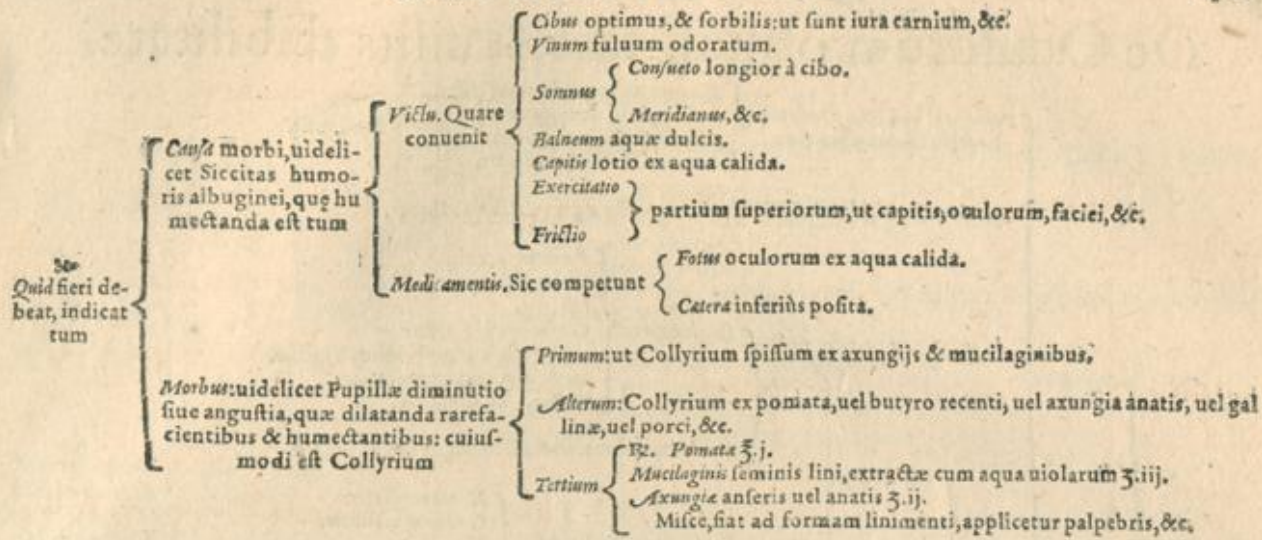 Quid fieri de-
beat, indicat
tum
Causa morbi, uideli-
cet Siccitas humo-
ris albuginei, quę hu
mectanda est tum
Victu. Quare
conuenit
Cibus optimus, & sorbilis: ut sunt iura carnium, &c.
Vinum fuluum odoratum.
Somnus
Consueto longior à cibo.
Meridianus, &c.
Balneum aquæ dulcis.
Capitis lotio ex aqua calida.
Exercitatio
Frictio
partium superiorum, ut capitis, oculorum, faciei, &c.
Medicamentis. Sic competunt
Fotus oculorum ex aqua calida.
Cætera inferiùs posita.
Morbus: uidelicet Pupillæ diminutio
siue angustia, quæ dilatanda rarefa-
cientibus & humectantibus: cuius-
modi est Collyrium
Primum: ut Collyrium spissum ex axungijs & mucilaginibus.
Alterum: Collyrium ex pomata, uel butyro recenti, uel axungia anatis, uel gal
linæ, uel porci, &c.
Tertium
℞. Pomatæ ℥.j.
Mucilaginis seminis lini, extractæ cum aqua uiolarum ʒ.iij.
Axungiæ anseris uel anatis ʒ.ij.
Misce, fiat ad formam linimenti, applicetur palpebris, &c.